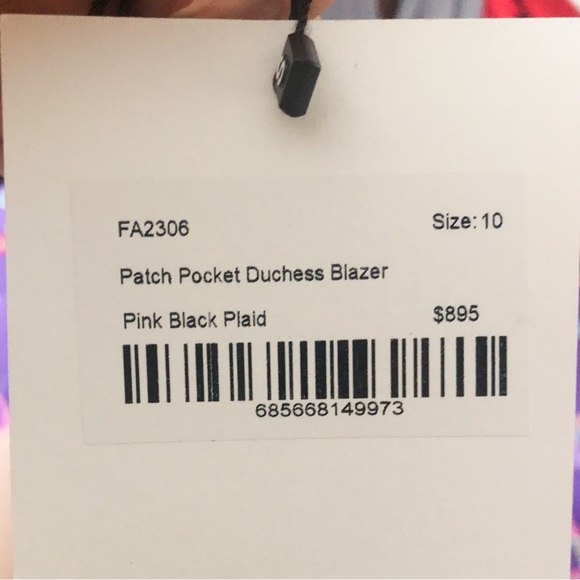 FA2306 Size: 10
Patch Pocket Duchess Blazer
Pink Black Plaid $895
685668149973